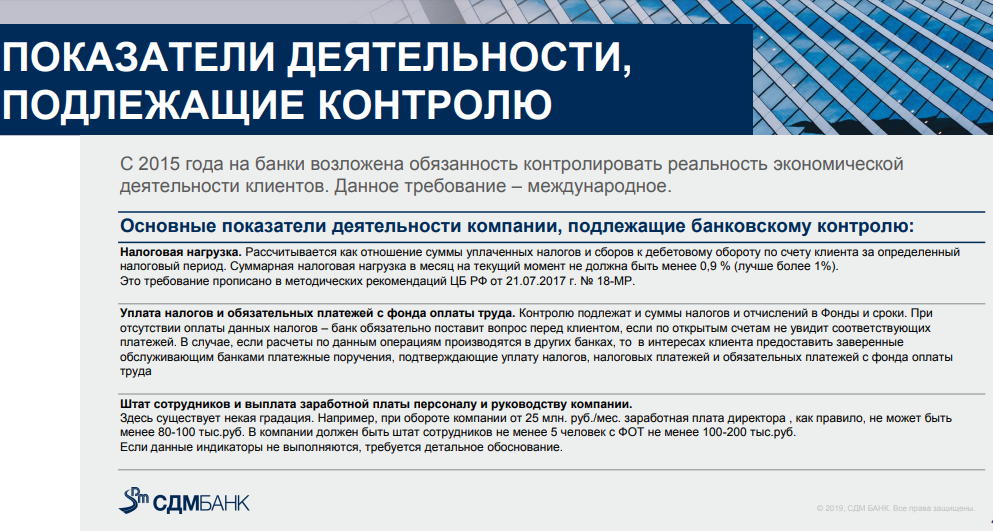 ПОКАЗАТЕЛИ ДЕЯТЕЛЬНОСТИ,
ПОДЛЕЖАЩИЕ КОНТРОЛЮ
С 2015 года на банки возложена обязанность контролировать реальность экономической
деятельности клиентов. Данное требование – международное.
Основные показатели деятельности компании, подлежащие банковскому контролю:
Налоговая нагрузка. Рассчитывается как отношение суммы уплаченных налогов и сборов к дебетовому обороту по счету клиента за определенный
налоговый период. Суммарная налоговая нагрузка в месяц на текущий момент не должна быть менее 0,9 % (лучше более 1%).
Это требование прописано в методических рекомендаций ЦБ РФ от 21.07.2017 г. № 18-МР.
Уплата налогов и обязательных платежей с фонда оплаты труда. Контролю подлежат и суммы налогов и отчислений в Фонды и сроки. При
отсутствии оплаты данных налогов – банк обязательно поставит вопрос перед клиентом, если по открытым счетам не увидит соответствующих
платежей. В случае, если расчеты по данным операциям производятся в других банках, то в интересах клиента предоставить заверенные
обслуживающим банками платежные поручения, подтверждающие уплату налогов, налоговых платежей и обязательных платежей с фонда оплаты
труда
Штат сотрудников и выплата заработной платы персоналу и руководству компании.
Здесь существует некая градация. Например, при обороте компании от 25 млн. руб./мес. заработная плата директора , как правило, не может быть
менее 80-100 тыс.руб. В компании должен быть штат сотрудников не менее 5 человек с ФОТ не менее 100-200 тыс.руб.
Если данные индикаторы не выполняются, требуется детальное обоснование.
СДМБАНК
© 2019, СДМ БАНК. Все права защищены.